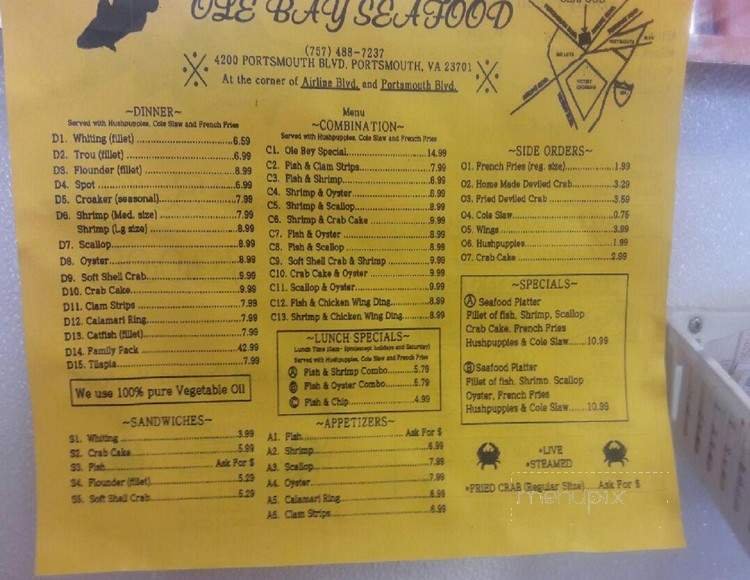 OLE BAY SEAFOOD
(757) 488-7237
4200 PORTSMOUTH BLVD. PORTSMOUTH, VA 23701
At the corner of Airline Blvd. and Portsmouth Blvd.
~DINNER~
Served with Hushpuppies, Cole Slaw and French Fries
D1. Whiting (fillet) 6.59
D2. Trou (fillet) 6.99
D3. Flounder (fillet) 8.99
D4. Spot 6.99
D5. Croaker (seasonal) 7.99
D6. Shrimp (Med. size) 7.99
Shrimp (Lg size) 8.99
D7. Scallop 8.99
D8. Oyster 8.99
D9. Soft Shell Crab 9.99
D10. Crab Cake 9.99
D11. Clam Strips 7.99
D12. Calamari Ring 7.99
D13. Catfish (fillet) 7.99
D14. Family Pack 42.99
D15. Tilapia 7.99
We use 100% pure Vegetable Oil
~SANDWICHES~
S1. Whiting 3.99
S2. Crab Cake 5.99
S3. Fish Ask For $
S4. Flounder (fillet) 5.29
S5. Soft Shell Crab 5.29
Menu
~COMBINATION~
Served with Hushpuppies, Cole Slaw and French Fries
C1. Ole Bey Special 14.99
C2. Fish & Clam Strips 7.99
C3. Fish & Shrimp 8.99
C4. Shrimp & Oyster 8.99
C5. Shrimp & Scallop 8.99
C6. Shrimp & Crab Cake 9.99
C7. Fish & Oyster 8.99
C8. Fish & Scallop 8.99
C9. Soft Shell Crab & Shrimp 9.99
C10. Crab Cake & Oyster 9.99
C11. Scallop & Oyster 9.99
C12. Fish & Chicken Wing Ding 8.99
C13. Shrimp & Chicken Wing Ding 8.99
~LUNCH SPECIALS~
Served with Hushpuppies, Cole Slaw and French Fries
A Fish & Shrimp Combo 5.79
B Fish & Oyster Combo 5.79
C Fish & Chip 4.99
~APPETIZERS~
A1. Fish Ask For $
A2. Shrimp 6.99
A3. Scallop 7.99
A4. Oyster 7.99
A5. Calamari Ring 6.99
A6. Clam Strips 6.99
~SIDE ORDERS~
O1. French Fries (reg. size) 1.99
O2. Home Made Deviled Crab 3.29
O3. Fried Deviled Crab 3.59
O4. Cole Slaw 0.75
O5. Wings 3.99
O6. Hushpuppies 1.99
O7. Crab Cake 2.99
~SPECIALS~
A Seafood Platter
Fillet of fish, Shrimp, Scallop
Crab Cake, French Fries
Hushpuppies & Cole Slaw 10.99
B Seafood Platter
Fillet of fish, Shrimp, Scallop
Oyster, French Fries
Hushpuppies & Cole Slaw 10.99
*LIVE
*STEAMED
*FRIED CRAB (Regular Size) Ask For $
menupix